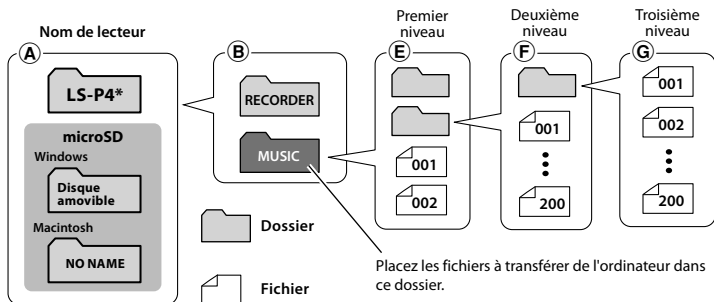 Nom de lecteur
A
LS-P4*
microSD
Windows
Disque
amovible
Macintosh
NO NAME
B
RECORDER
MUSIC
Dossier
Fichier
Premier
niveau
E
001
002
Deuxième
niveau
F
001
200
Troisième
niveau
G
001
002
200
Placez les fichiers à transférer de l'ordinateur dans
ce dossier.